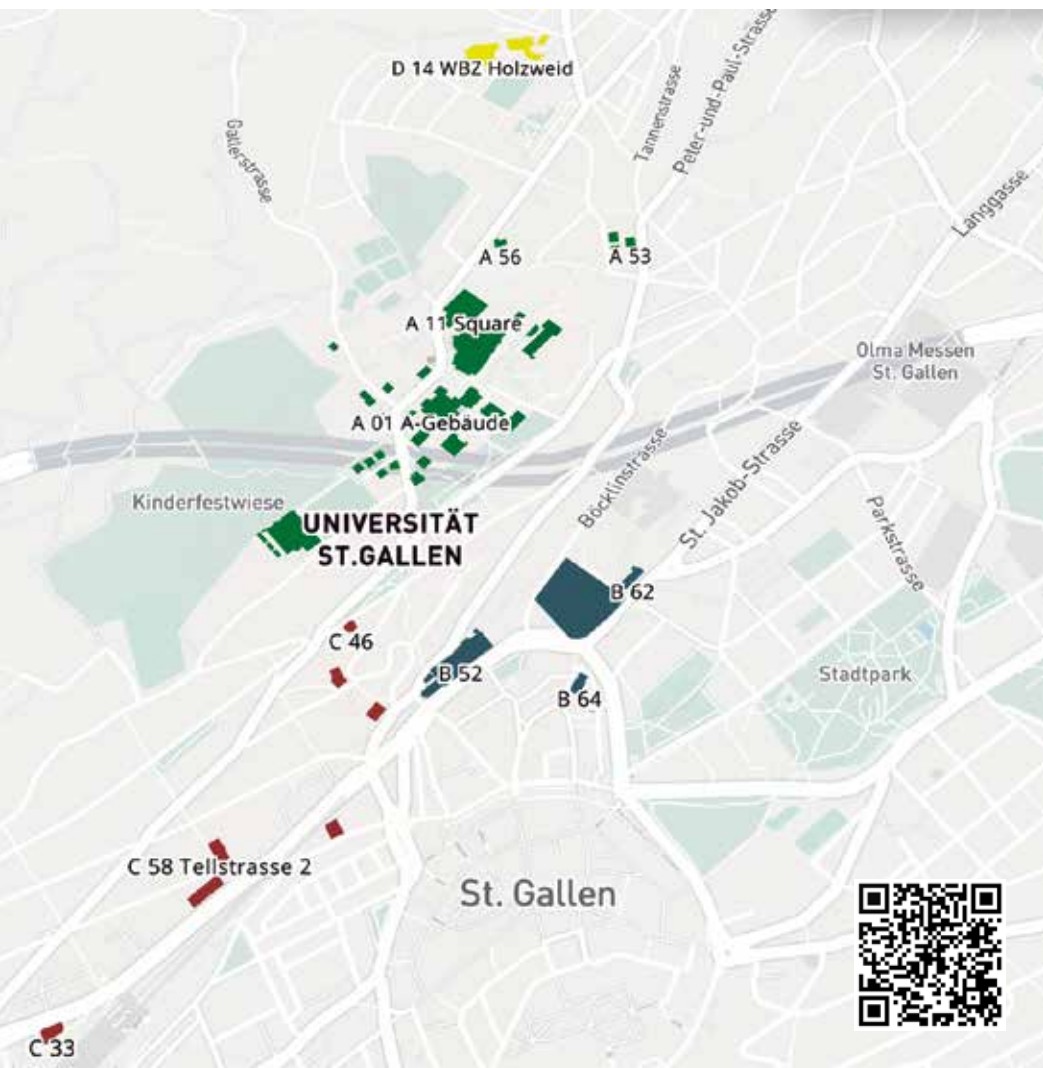 D 14 WBZ Holzweid
Tannenstrasse
Peter-und-Paul-Strasse
Gallerstrasse
Langgasse
A 56
A 53
A 11 Square
Olma Messen
St. Gallen
A 01 A-Gebäude
Böcklinstrasse
St. Jakob-Strasse
Kinderfestwiese
Parkstrasse
UNIVERSITÄT
ST.GALLEN
B 62
C 46
B 52
B 64
Stadtpark
C 58 Tellstrasse 2
St. Gallen
C 33